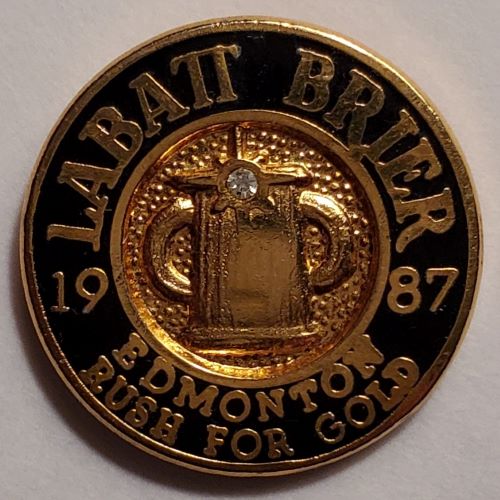 LABATT BRIER
19 87
EDMONTON
RUSH FOR GOLD